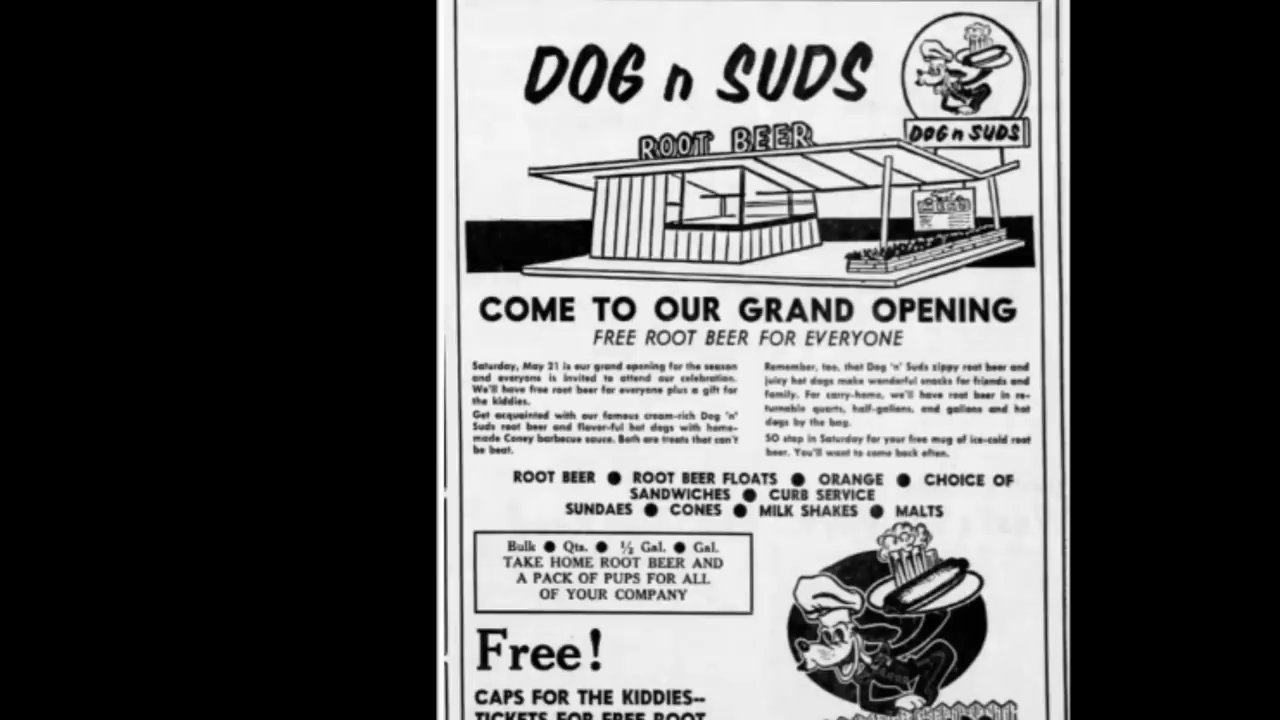 DOG n SUDS
DOG n SUDS
ROOT BEER
COME TO OUR GRAND OPENING
FREE ROOT BEER FOR EVERYONE
Saturday, May 21 is our grand opening for the season
and everyone is invited to attend our celebration.
We'll have free root beer for everyone plus a gift for
the kiddies.
Get acquainted with our famous cream-rich Dog 'n'
Suds root beer and flavor-ful hot dogs with home-
made Coney barbecue sauce. Both are treats that can't
be beat.
Remember, too, that Dog 'n' Suds zippy root beer and
juicy hot dogs make wonderful snacks for friends and
family. For carry-home, we'll have root beer in re-
turnable quarts, half-gallons, and gallons and hot
dogs by the bag.
SO stop in Saturday for your free mug of ice-cold root
beer. You'll want to come back often.
ROOT BEER ● ROOT BEER FLOATS ● ORANGE ● CHOICE OF
SANDWICHES ● CURB SERVICE
SUNDAES ● CONES ● MILK SHAKES ● MALTS
Bulk ● Qts. ● ½ Gal. ● Gal.
TAKE HOME ROOT BEER AND
A PACK OF PUPS FOR ALL
OF YOUR COMPANY
Free!
CAPS FOR THE KIDDIES--
TICKETS FOR FREE ROOT